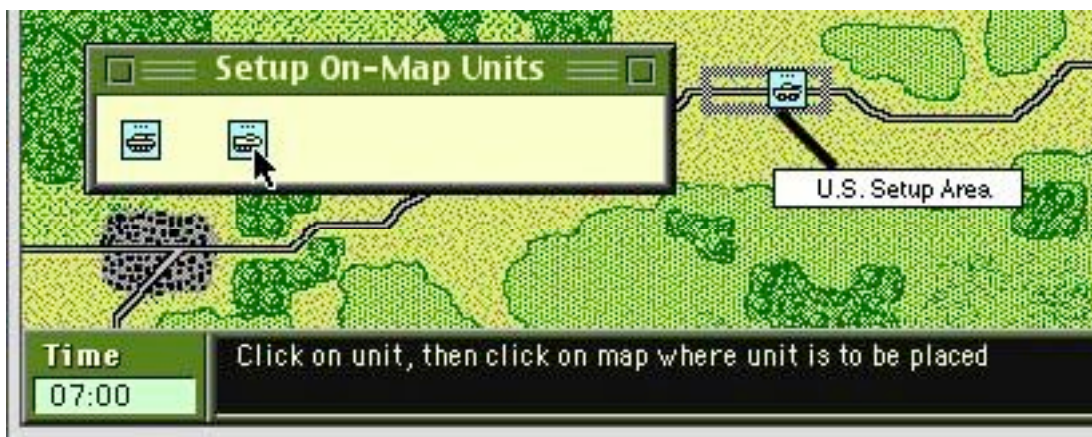 Setup On-Map Units
U.S. Setup Area
Time
Click on unit, then click on map where unit is to be placed
07:00